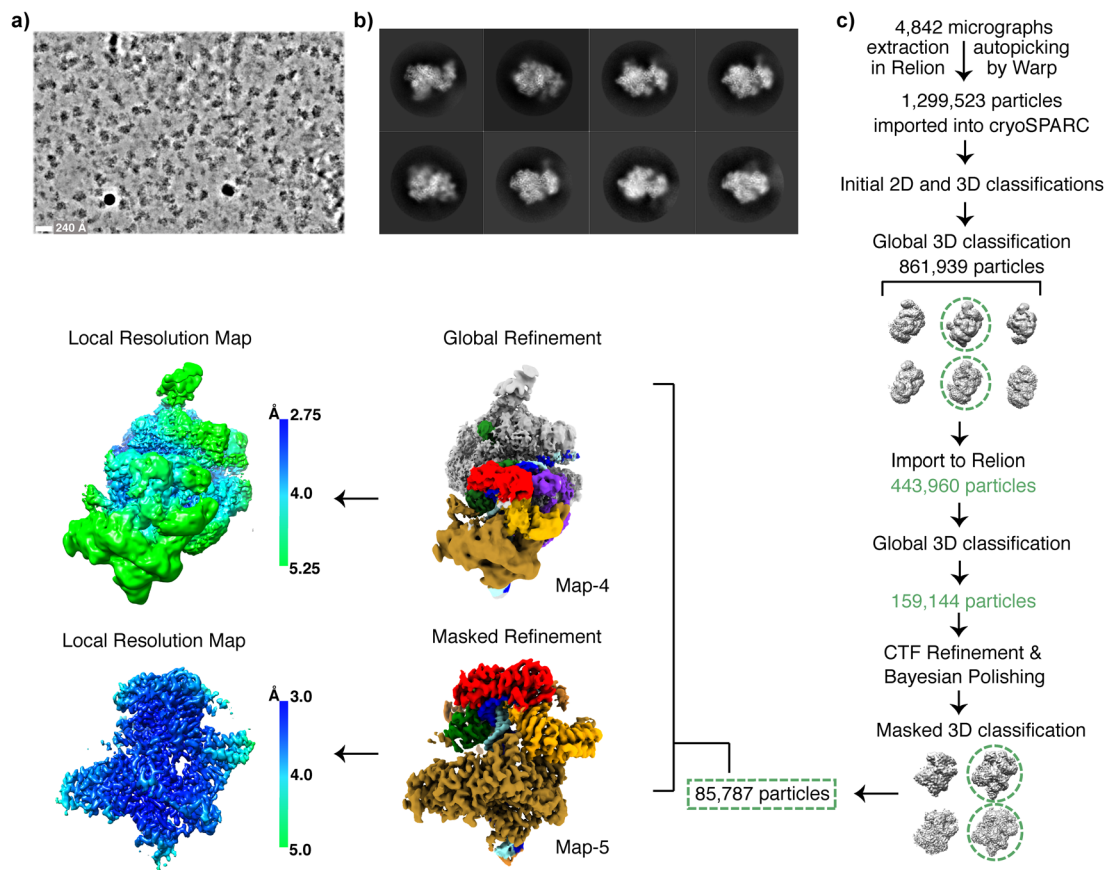 a)
240 Å
b)
c)
4,842 micrographs
extraction
in Relion
autopicking
by Warp
1,299,523 particles
imported into cryoSPARC
Initial 2D and 3D classifications
Global 3D classification
861,939 particles
Import to Relion
443,960 particles
Global 3D classification
159,144 particles
CTF Refinement &
Bayesian Polishing
Masked 3D classification
85,787 particles
Global Refinement
Map-4
Local Resolution Map
Å
2.75
4.0
5.25
Masked Refinement
Map-5
Local Resolution Map
Å
3.0
4.0
5.0